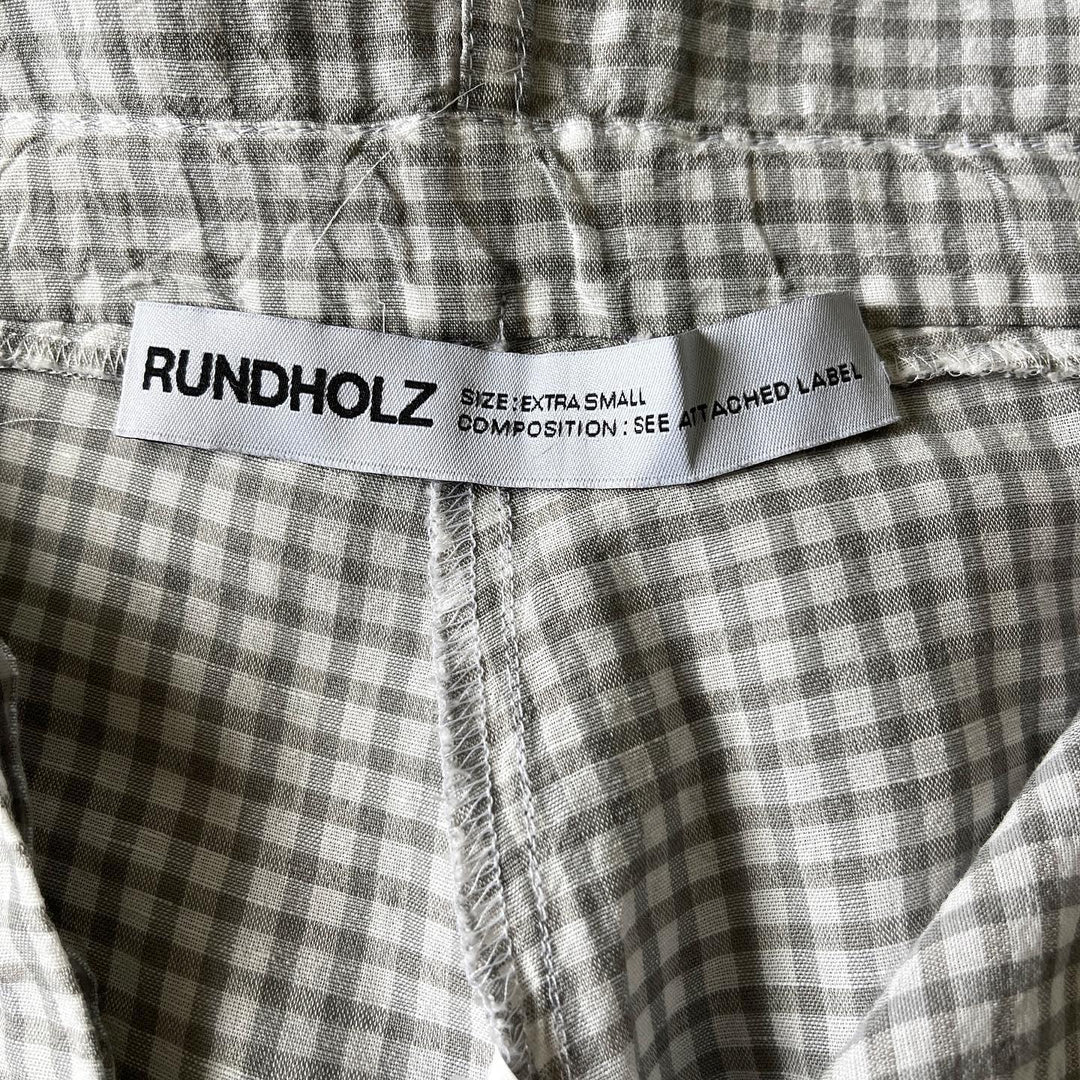 RUNDHOLZ
SIZE : EXTRA SMALL
COMPOSITION : SEE ATTACHED LABEL